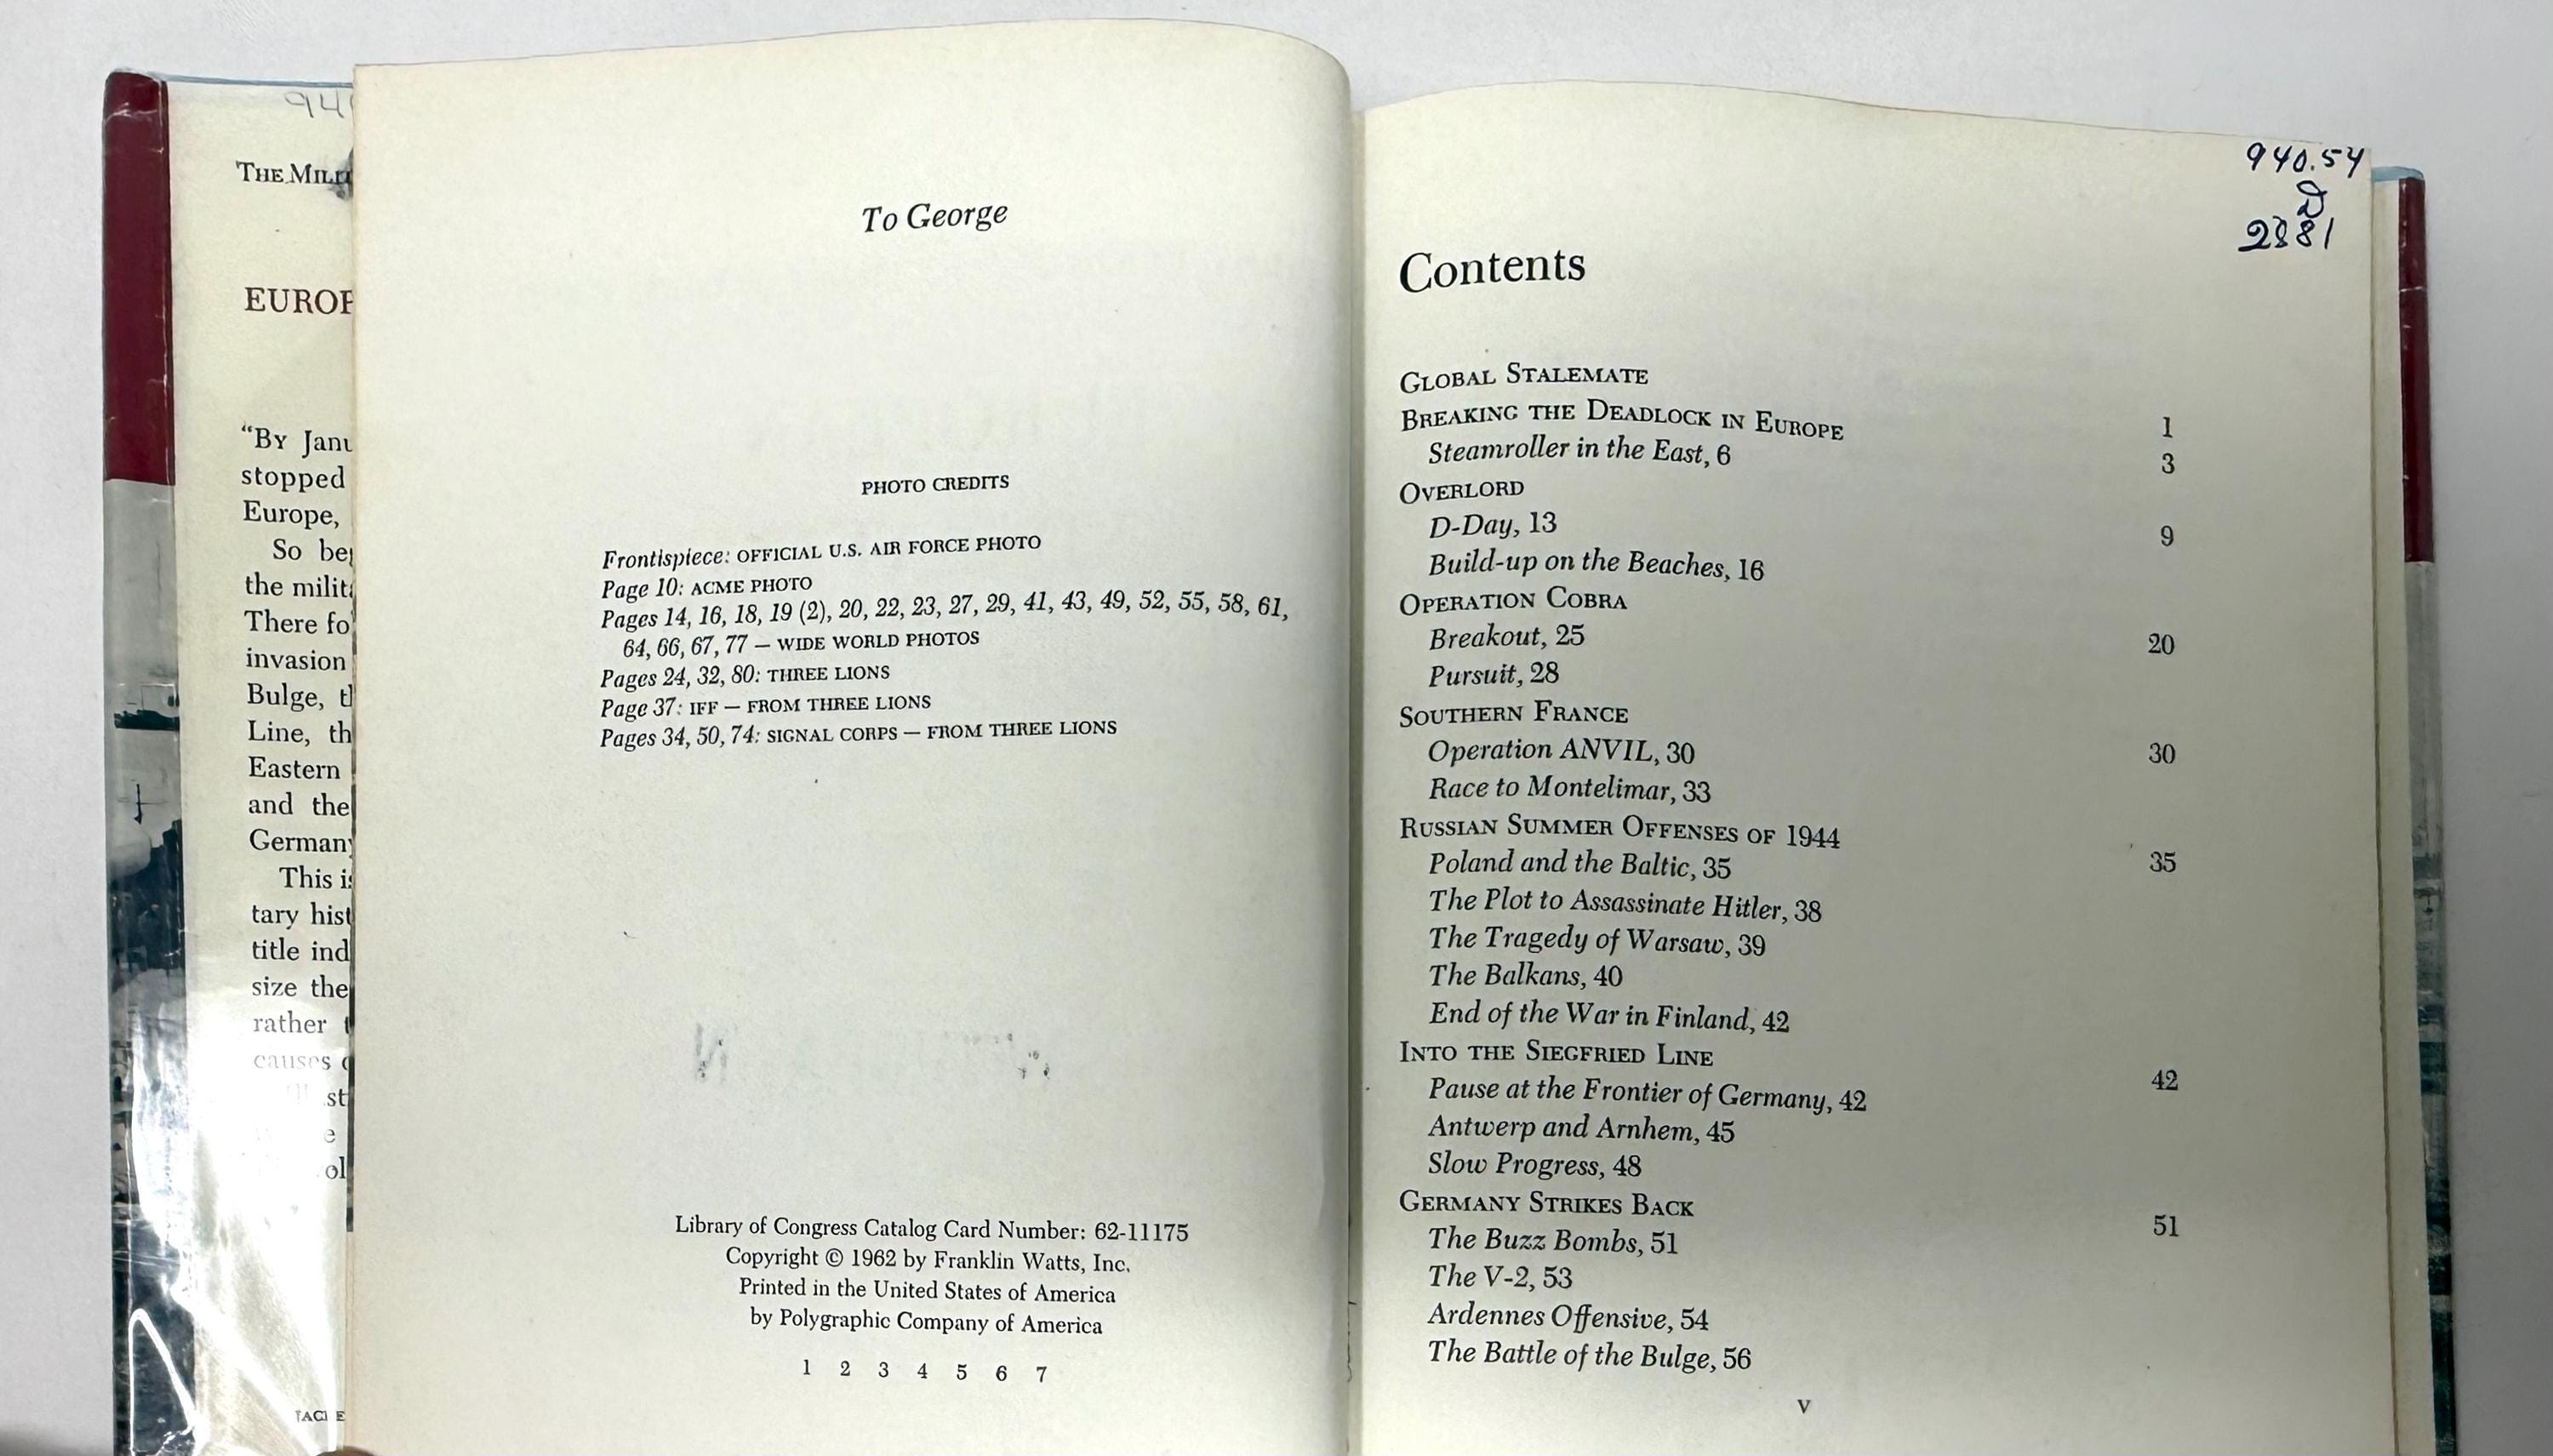 94
THE MILIT
EUROP
"BY Janu
stopped
Europe,
So be
the milit
There fo
invasion
Bulge, t
Line, th
Eastern
and the
German
This is
tary hist
title ind
size the
rather
causes
st
e
ol
To George
PHOTO CREDITS
Frontispiece: OFFICIAL U.S. AIR FORCE PHOTO
Page 10: ACME PHOTO
Pages 14, 16, 18, 19 (2), 20, 22, 23, 27, 29, 41, 43, 49, 52, 55, 58, 61,
64, 66, 67, 77 — WIDE WORLD PHOTOS
Pages 24, 32, 80: THREE LIONS
Page 37: IFF — FROM THREE LIONS
Pages 34, 50, 74: SIGNAL CORPS — FROM THREE LIONS
Library of Congress Catalog Card Number: 62-11175
Copyright © 1962 by Franklin Watts, Inc.
Printed in the United States of America
by Polygraphic Company of America
1 2 3 4 5 6 7
940.54
D
2881
Contents
GLOBAL STALEMATE 1
BREAKING THE DEADLOCK IN EUROPE 3
Steamroller in the East, 6
OVERLORD 9
D-Day, 13
Build-up on the Beaches, 16
OPERATION COBRA 20
Breakout, 25
Pursuit, 28
SOUTHERN FRANCE 30
Operation ANVIL, 30
Race to Montelimar, 33
RUSSIAN SUMMER OFFENSES OF 1944 35
Poland and the Baltic, 35
The Plot to Assassinate Hitler, 38
The Tragedy of Warsaw, 39
The Balkans, 40
End of the War in Finland, 42
INTO THE SIEGFRIED LINE 42
Pause at the Frontier of Germany, 42
Antwerp and Arnhem, 45
Slow Progress, 48
GERMANY STRIKES BACK 51
The Buzz Bombs, 51
The V-2, 53
Ardennes Offensive, 54
The Battle of the Bulge, 56
v